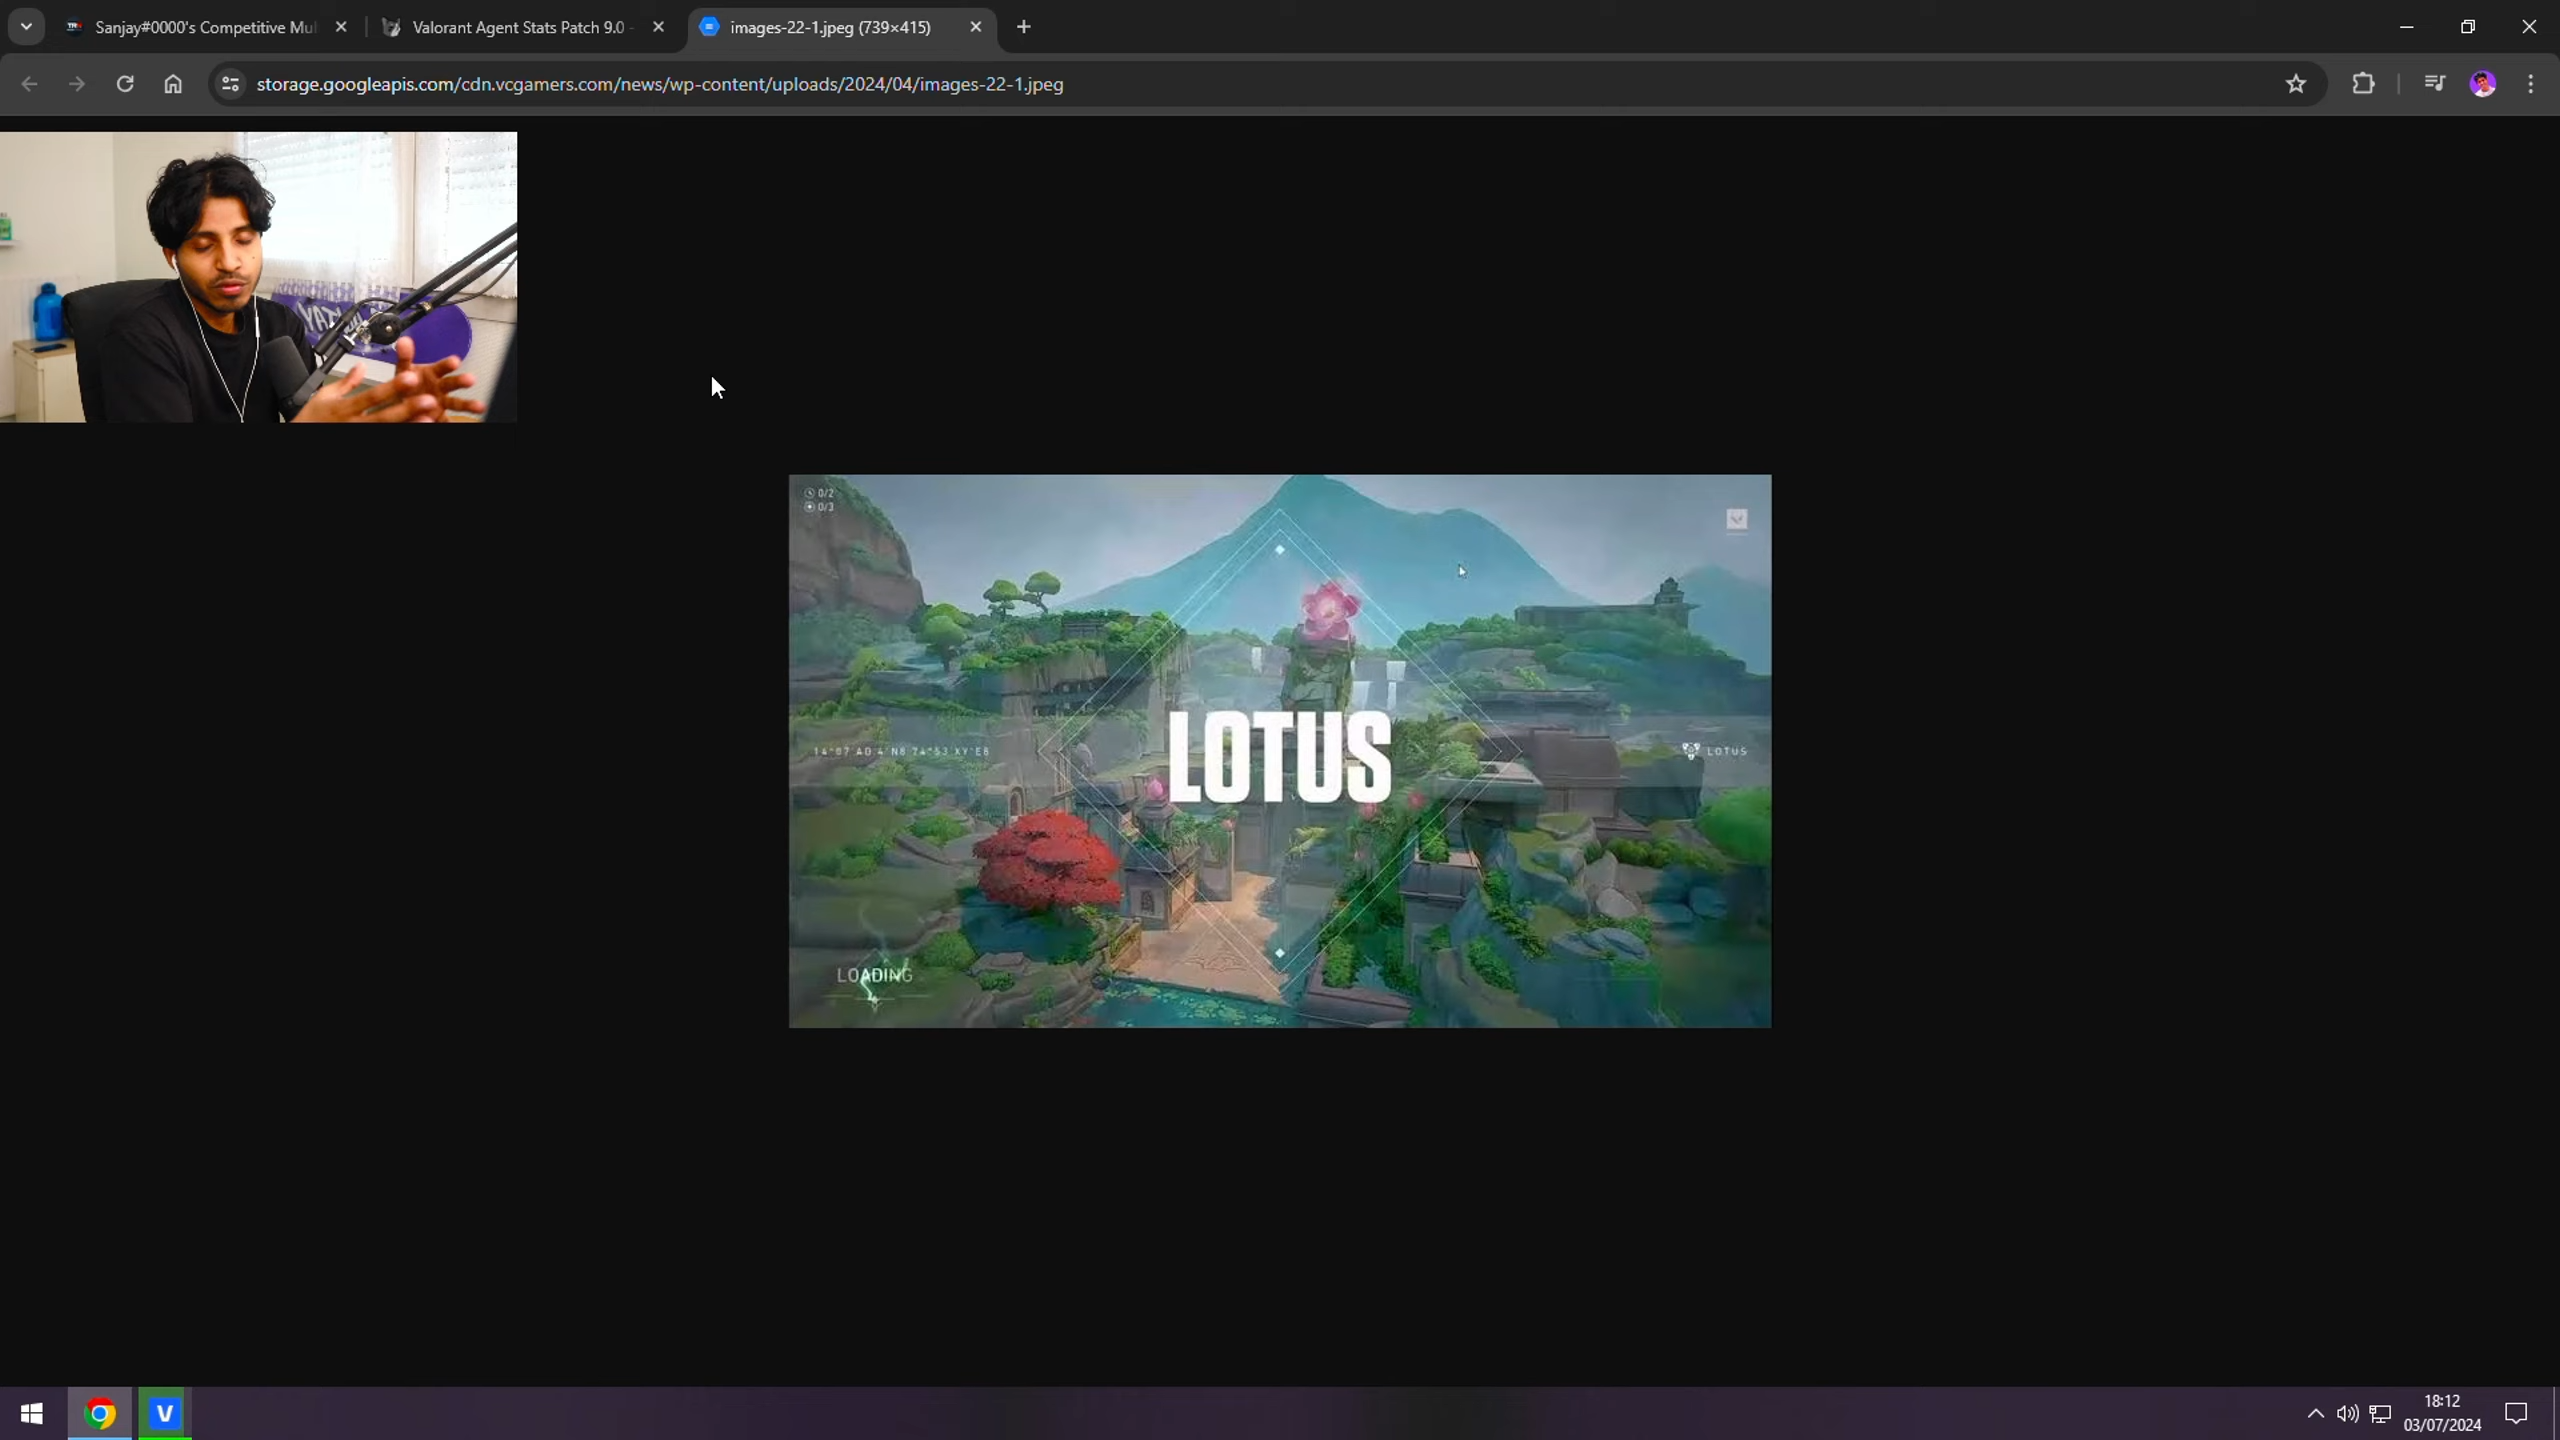 Sanjay#0000's Competitive Mul
Valorant Agent Stats Patch 9.0 -
images-22-1.jpeg (739×415)
storage.googleapis.com/cdn.vcgamers.com/news/wp-content/uploads/2024/04/images-22-1.jpeg
0/2
0/3
LOTUS
LOTUS
LOADING
V
18:12
03/07/2024